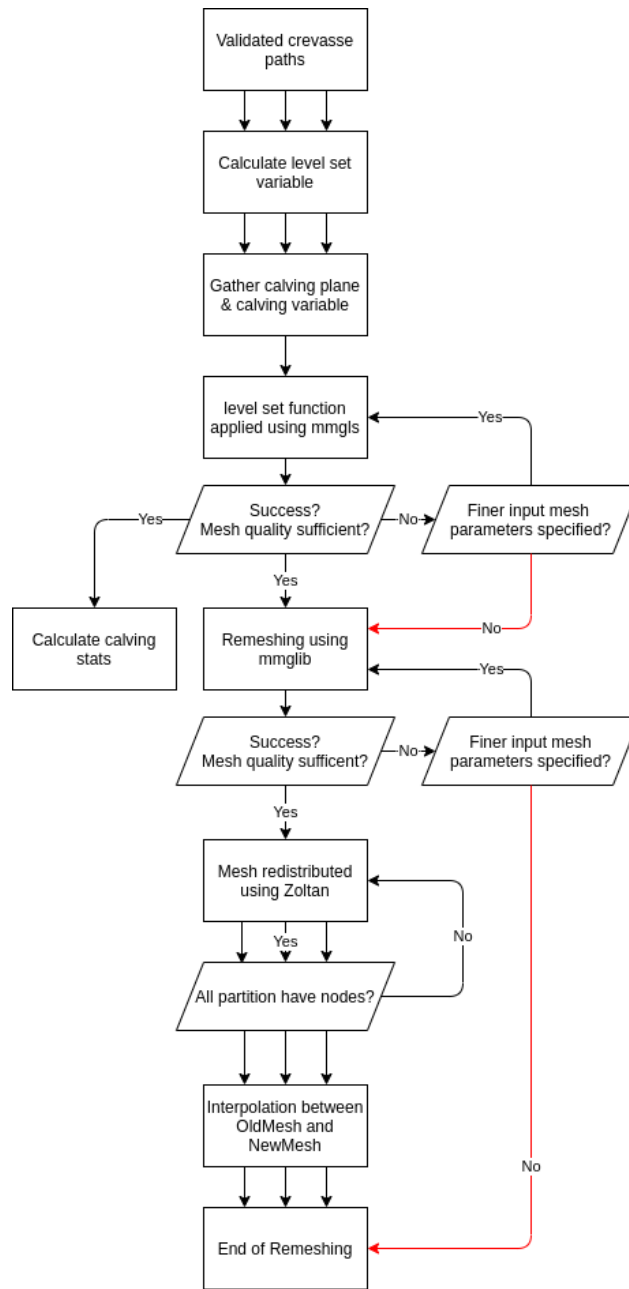 Validated crevasse
paths
Calculate level set
variable
Gather calving plane
& calving variable
level set function
applied using mmgls
Yes
Success?
Mesh quality sufficient?
No
Finer input mesh
parameters specified?
Yes
Yes
No
Calculate calving
stats
Remeshing using
mmglib
Yes
Success?
Mesh quality sufficent?
No
Finer input mesh
parameters specified?
Yes
Mesh redistributed
using Zoltan
Yes
No
All partition have nodes?
Interpolation between
OldMesh and
NewMesh
No
End of Remeshing